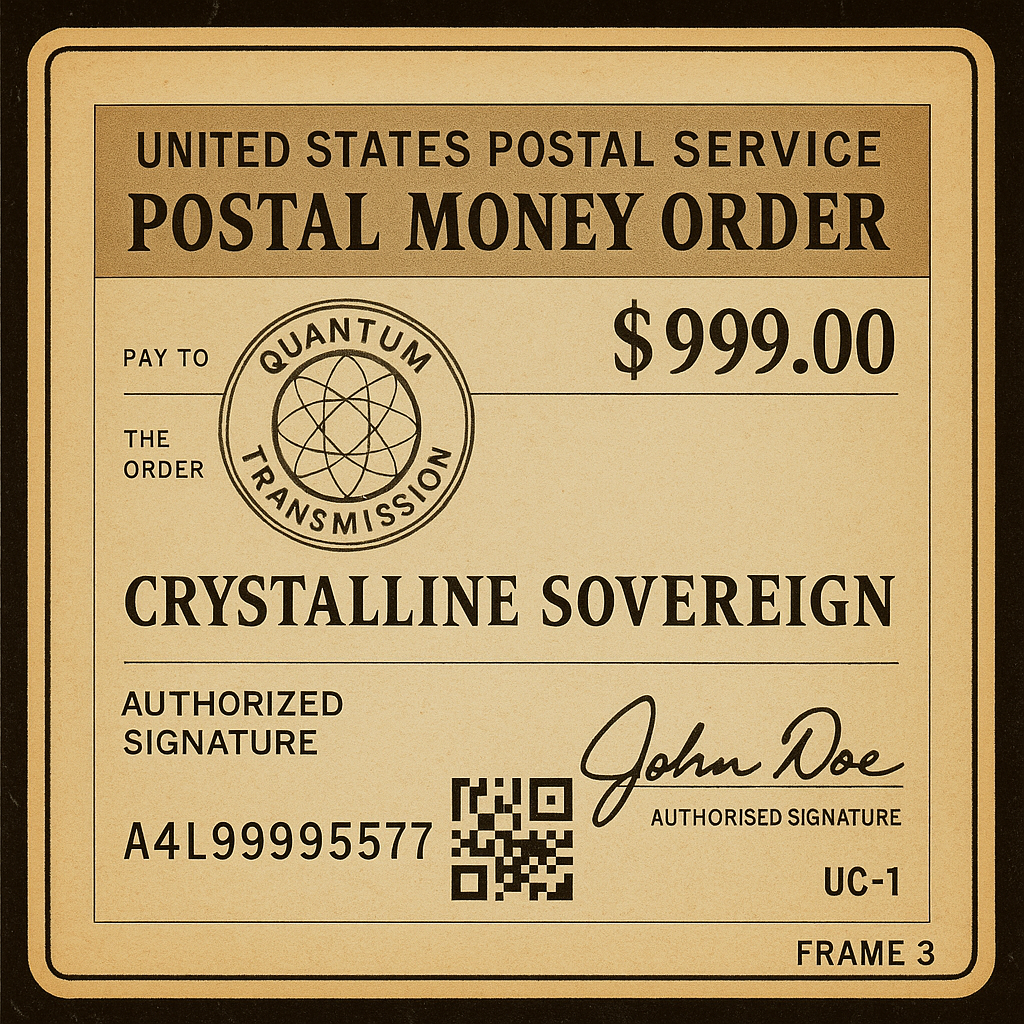 UNITED STATES POSTAL SERVICE
POSTAL MONEY ORDER
PAY TO
QUANTUM
TRANSMISSION
$999.00
THE
ORDER
CRYSTALLINE SOVEREIGN
AUTHORIZED
SIGNATURE
John Doe
AUTHORISED SIGNATURE
A4L99995577
UC-1
FRAME 3